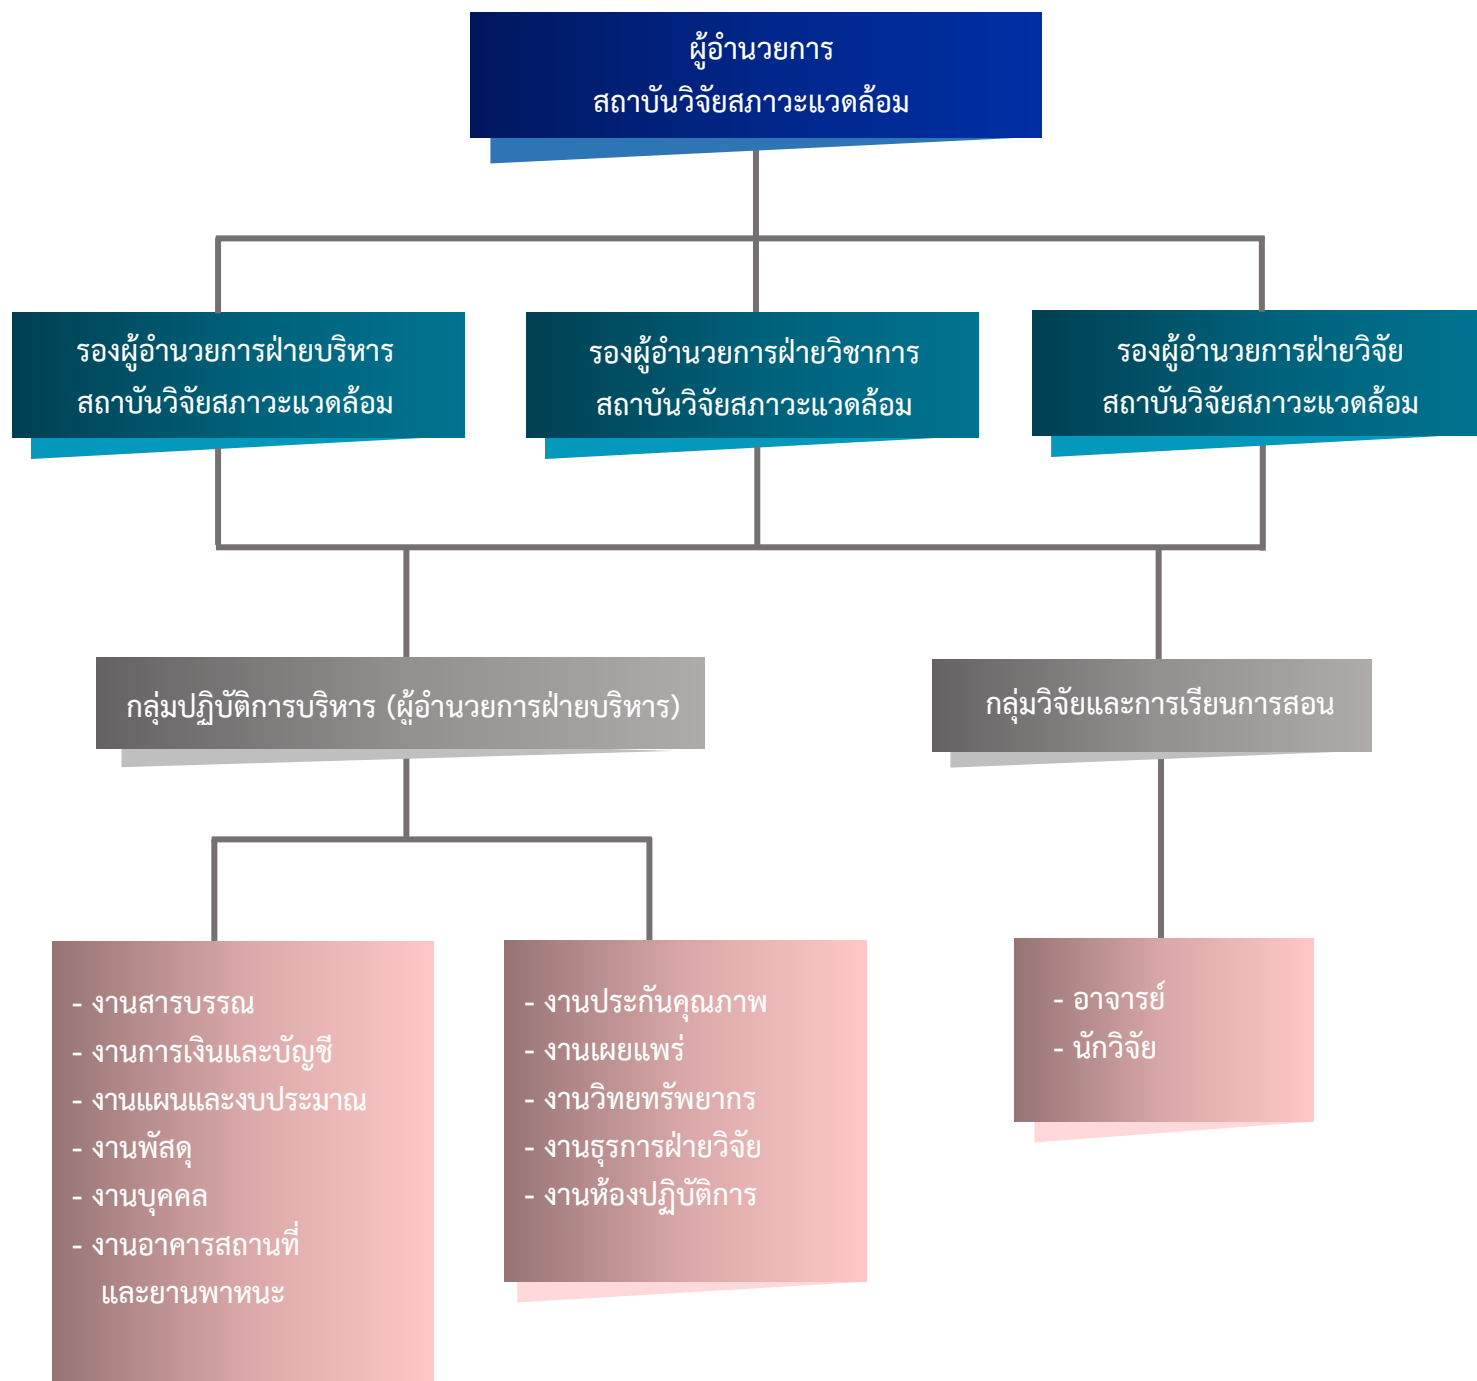 ผู้อำนวยการ
สถาบันวิจัยสภาวะแวดล้อม
รองผู้อำนวยการฝ่ายบริหาร
สถาบันวิจัยสภาวะแวดล้อม
รองผู้อำนวยการฝ่ายวิชาการ
สถาบันวิจัยสภาวะแวดล้อม
รองผู้อำนวยการฝ่ายวิจัย
สถาบันวิจัยสภาวะแวดล้อม
กลุ่มปฏิบัติการบริหาร (ผู้อำนวยการฝ่ายบริหาร)
กลุ่มวิจัยและการเรียนการสอน
- งานสารบรรณ
- งานการเงินและบัญชี
- งานแผนและงบประมาณ
- งานพัสดุ
- งานบุคคล
- งานอาคารสถานที่
และยานพาหนะ
- งานประกันคุณภาพ
- งานเผยแพร่
- งานวิทยทรัพยากร
- งานธุรการฝ่ายวิจัย
- งานห้องปฏิบัติการ
- อาจารย์
- นักวิจัย